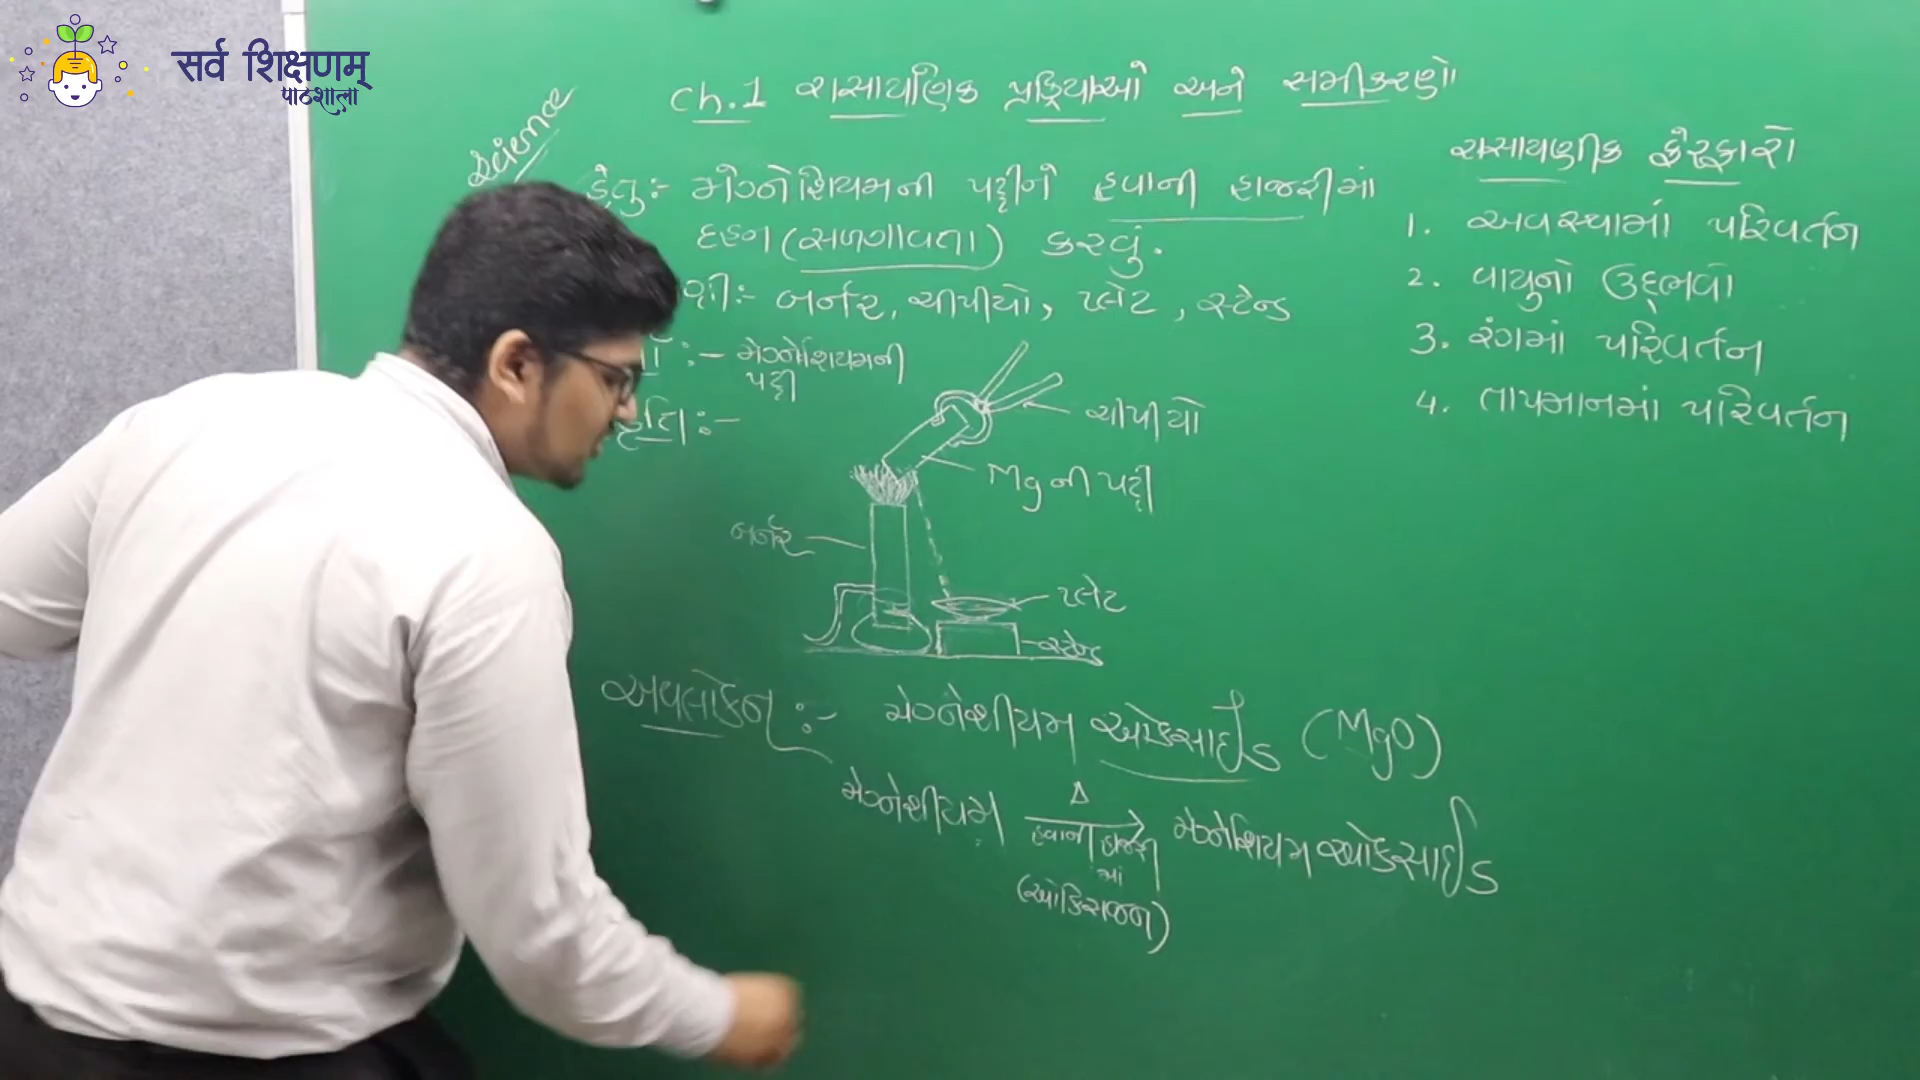 सर्व शिक्षणम्
पाठशाला
Science
Ch.1 રાસાયણિક પ્રક્રિયાઓ અને સમીકરણો
હેતુ:- મેગ્નેશિયમની પટ્ટીને હવાની હાજરીમાં
દહન (સળગાવતા) કરવું.
બર્નર, ચીપીયો, પ્લેટ, સ્ટેન્ડ
:- મેગ્નેશિયમની
પટ્ટી
:-
ચીપીયો
Mg ની પટ્ટી
બર્નર
પ્લેટ
સ્ટેન્ડ
અવલોકન :- મેગ્નેશીયમ ઓક્સાઈડ (MgO)
Δ
મેગ્નેશીયમ → મેગ્નેશિયમ ઓક્સાઈડ
હવાની હાજરી
માં
(ઓક્સિજન)
રાસાયણીક ફેરફારો
1. અવસ્થામાં પરિવર્તન
2. વાયુનો ઉદ્દભવ
3. રંગમાં પરિવર્તન
4. તાપમાનમાં પરિવર્તન